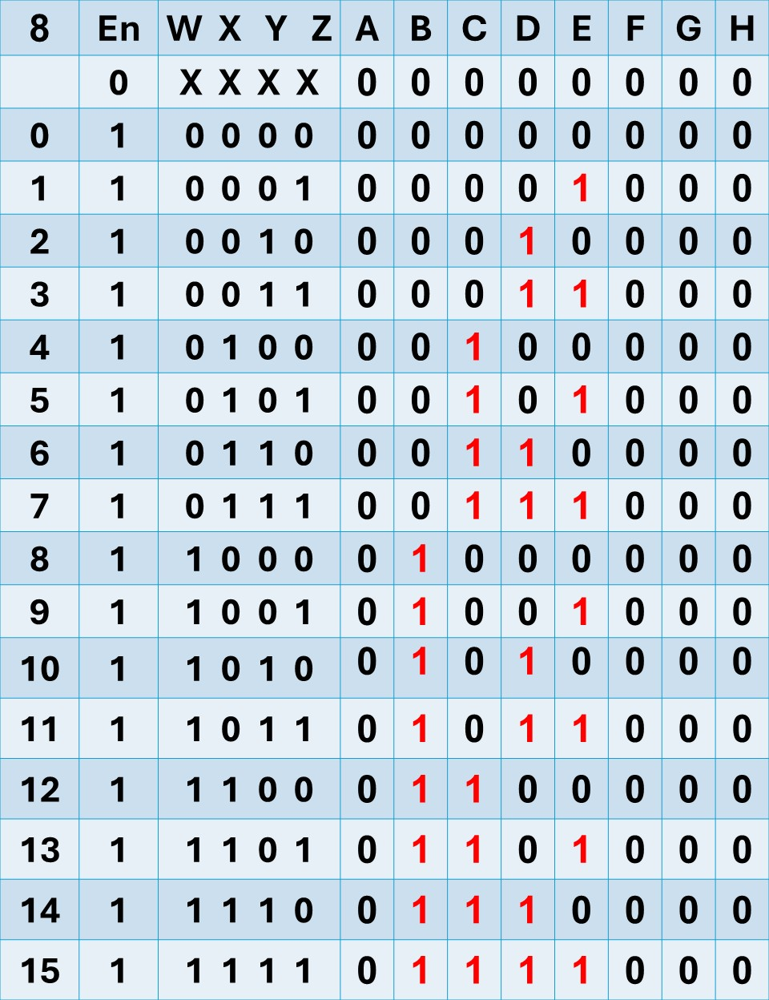 8 En W X Y Z A B C D E F G H
0 X X X X 0 0 0 0 0 0 0 0
0 1 0 0 0 0 0 0 0 0 0 0 0 0
1 1 0 0 0 1 0 0 0 0 1 0 0 0
2 1 0 0 1 0 0 0 0 1 0 0 0 0
3 1 0 0 1 1 0 0 0 1 1 0 0 0
4 1 0 1 0 0 0 0 1 0 0 0 0 0
5 1 0 1 0 1 0 0 1 0 1 0 0 0
6 1 0 1 1 0 0 0 1 1 0 0 0 0
7 1 0 1 1 1 0 0 1 1 1 0 0 0
8 1 1 0 0 0 0 1 0 0 0 0 0 0
9 1 1 0 0 1 0 1 0 0 1 0 0 0
10 1 1 0 1 0 0 1 0 1 0 0 0 0
11 1 1 0 1 1 0 1 0 1 1 0 0 0
12 1 1 1 0 0 0 1 1 0 0 0 0 0
13 1 1 1 0 1 0 1 1 0 1 0 0 0
14 1 1 1 1 0 0 1 1 1 0 0 0 0
15 1 1 1 1 1 0 1 1 1 1 0 0 0